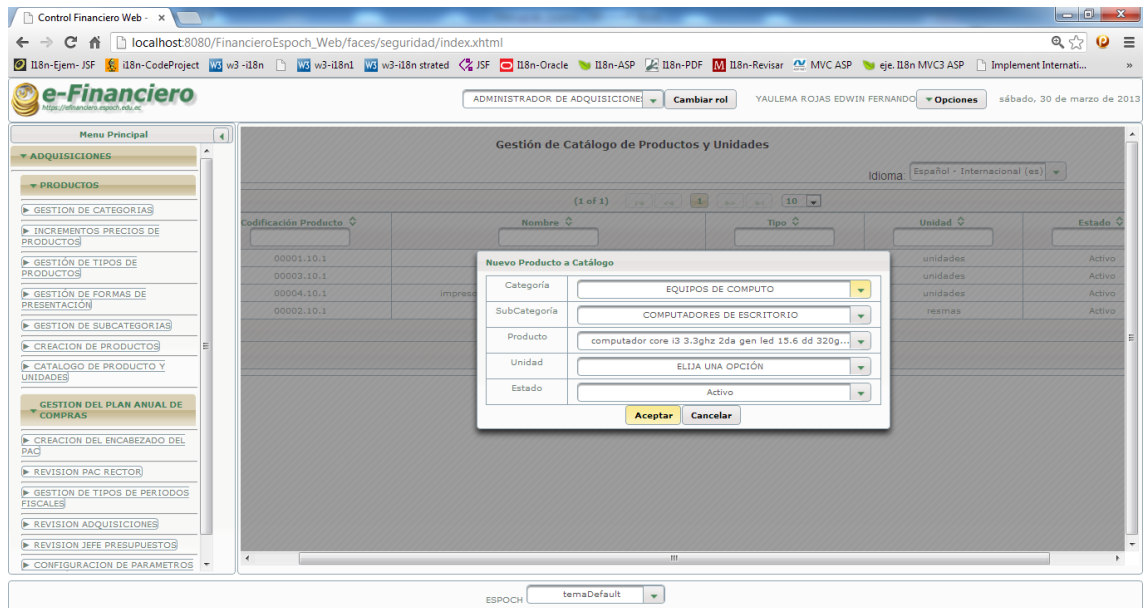 Control Financiero Web -
localhost:8080/FinancieroEspoch_Web/faces/seguridad/index.xhtml
I18n-Ejem- JSF i18n-CodeProject w3 -i18n w3-i18n1 w3-i18n strated JSF I18n-Oracle I18n-ASP I18n-PDF I18n-Revisar MVC ASP eje. I18n MVC3 ASP Implement Internati... »
e-Financiero
https://efinanciero.espoch.edu.ec
ADMINISTRADOR DE ADQUISICIONE Cambiar rol YAULEMA ROJAS EDWIN FERNANDO Opciones sábado, 30 de marzo de 2013
Menu Principal
ADQUISICIONES
PRODUCTOS
GESTION DE CATEGORIAS
INCREMENTOS PRECIOS DE
PRODUCTOS
GESTIÓN DE TIPOS DE
PRODUCTOS
GESTIÓN DE FORMAS DE
PRESENTACIÓN
GESTION DE SUBCATEGORIAS
CREACION DE PRODUCTOS
CATALOGO DE PRODUCTO Y
UNIDADES
GESTION DEL PLAN ANUAL DE
COMPRAS
CREACION DEL ENCABEZADO DEL
PAC
REVISION PAC RECTOR
GESTION DE TIPOS DE PERIODOS
FISCALES
REVISION ADQUISICIONES
REVISION JEFE PRESUPUESTOS
CONFIGURACION DE PARAMETROS
Gestión de Catálogo de Productos y Unidades
Idioma: Español - Internacional (es)
(1 of 1) 1 10
Codificación Producto Nombre Tipo Unidad Estado
00001.10.1 unidades Activo
00003.10.1 unidades Activo
00004.10.1 impreso unidades Activo
00002.10.1 resmas Activo
Nuevo Producto a Catálogo
Categoría EQUIPOS DE COMPUTO
SubCategoría COMPUTADORES DE ESCRITORIO
Producto computador core i3 3.3ghz 2da gen led 15.6 dd 320g...
Unidad ELIJA UNA OPCIÓN
Estado Activo
Aceptar Cancelar
ESPOCH temaDefault